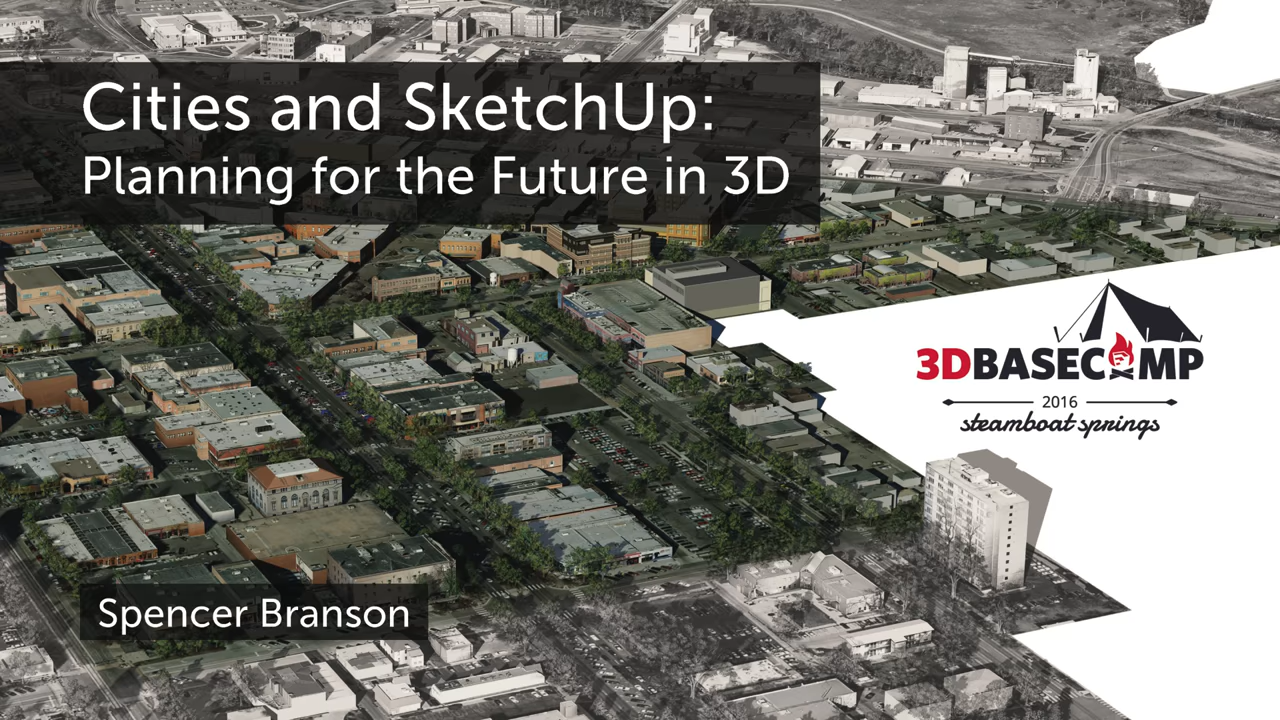 Cities and SketchUp:
Planning for the Future in 3D
3DBASECAMP
2016
steamboat springs
Spencer Branson